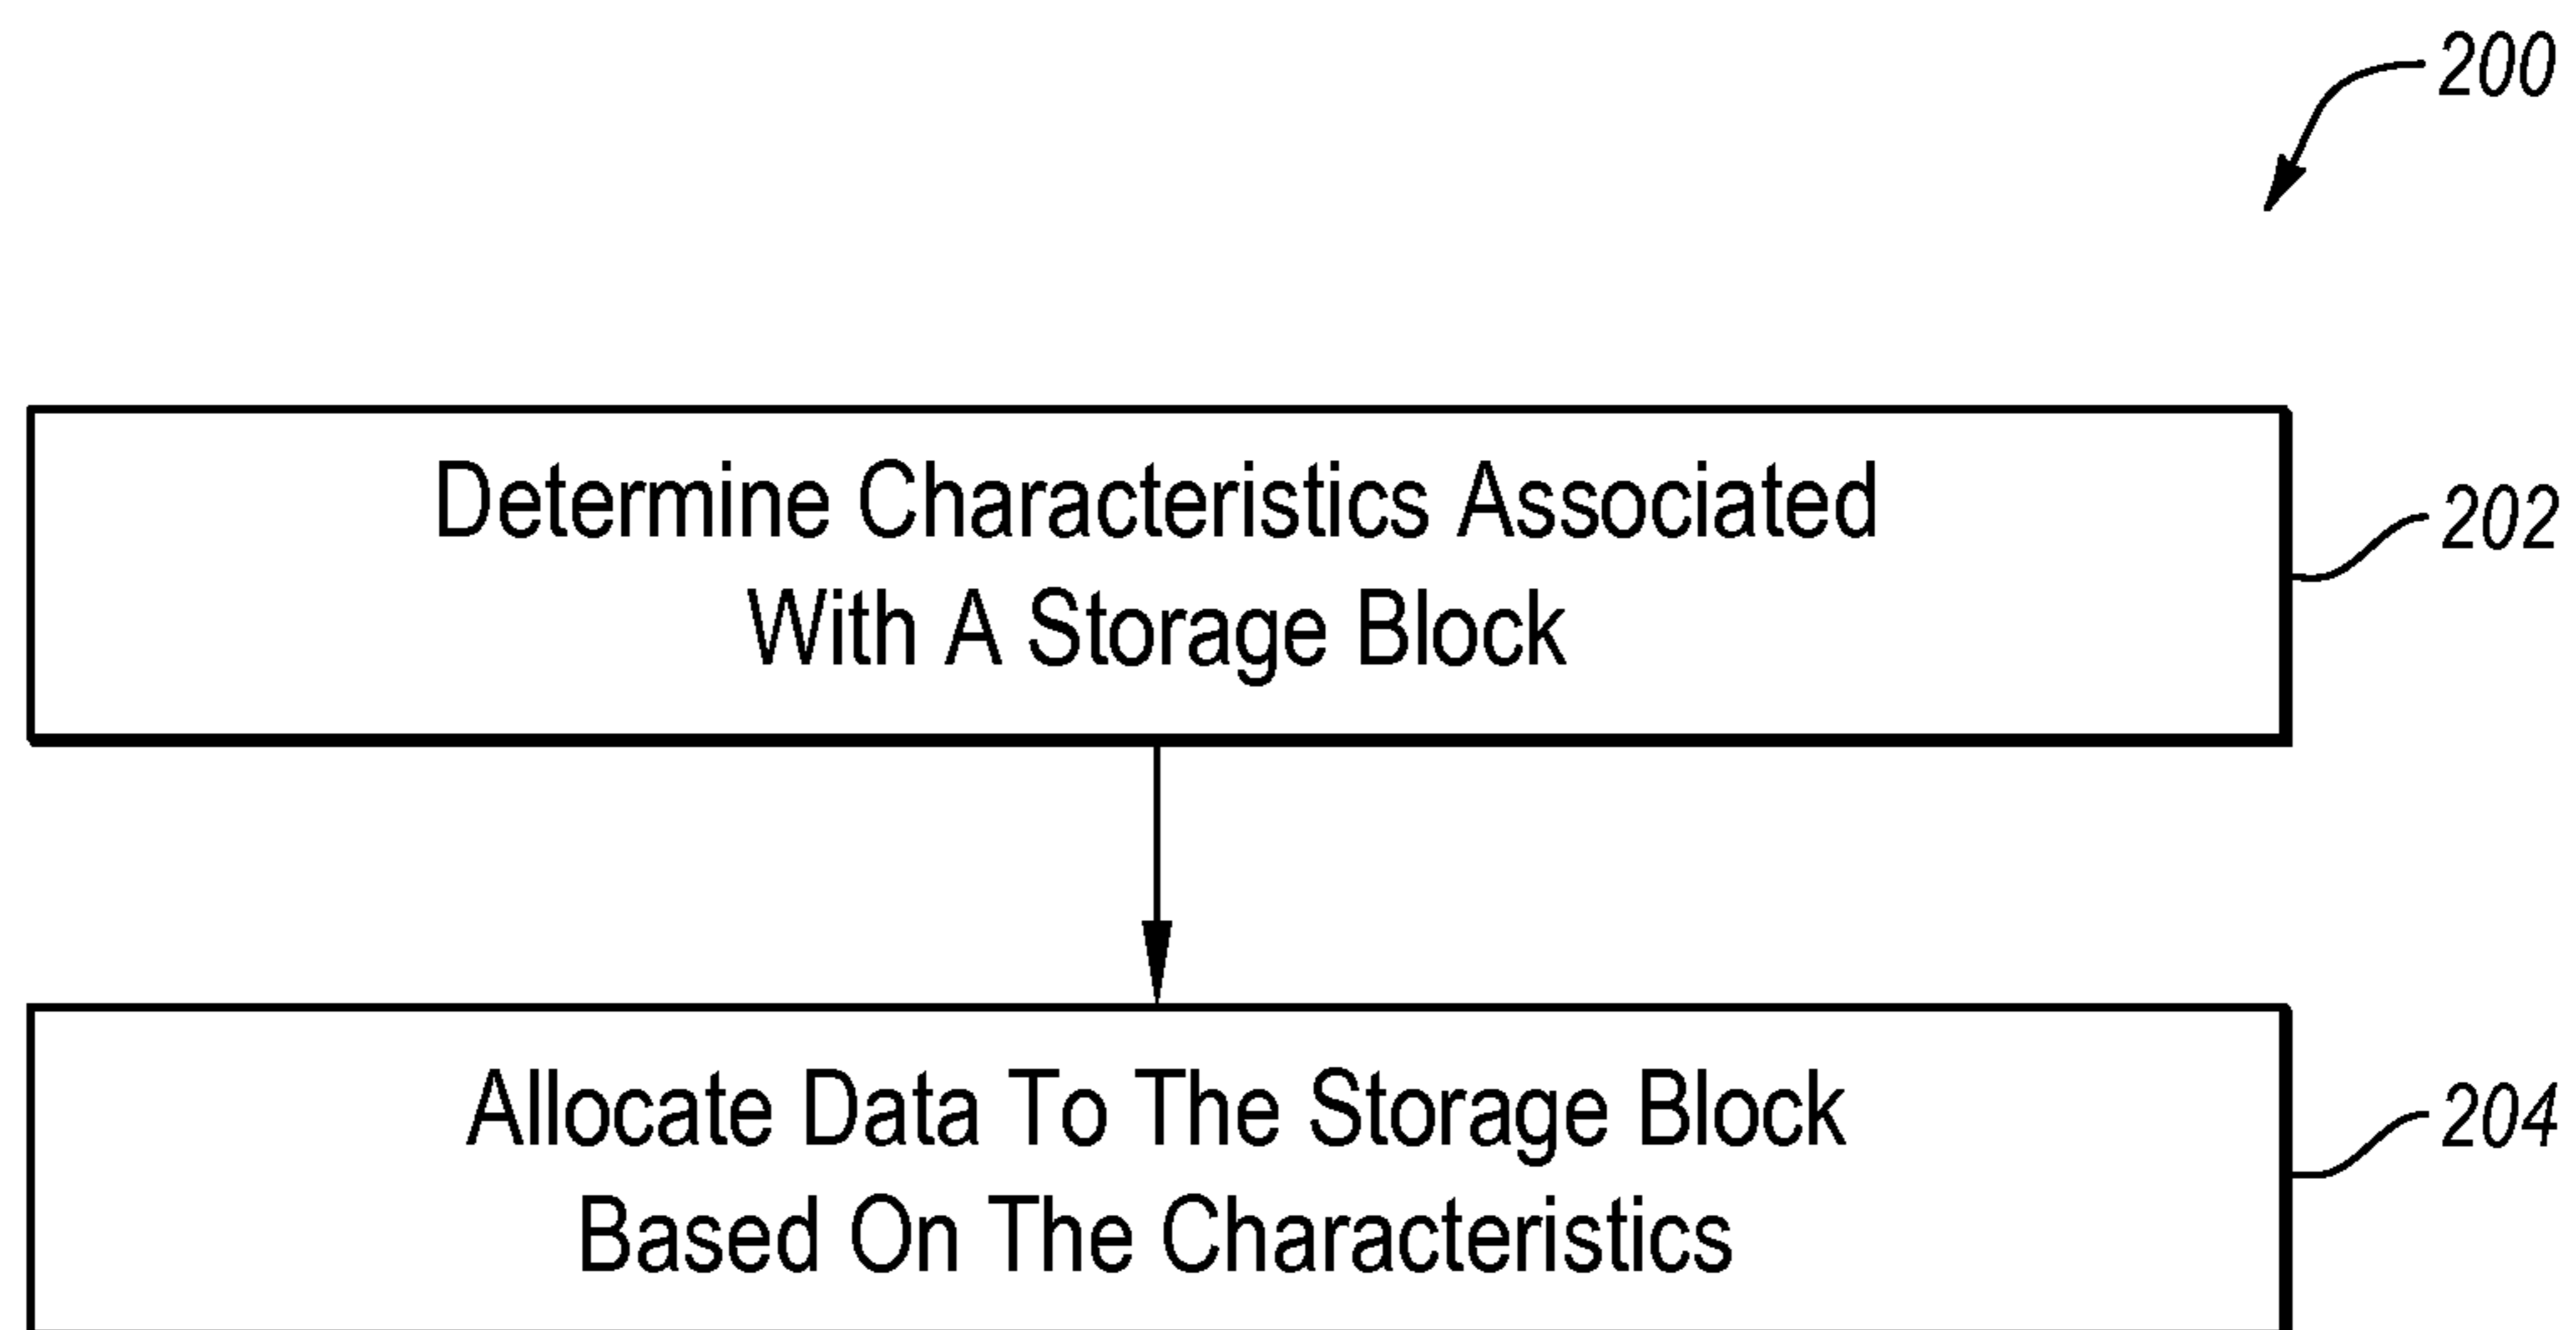 200
Determine Characteristics Associated
With A Storage Block
202
Allocate Data To The Storage Block
Based On The Characteristics
204